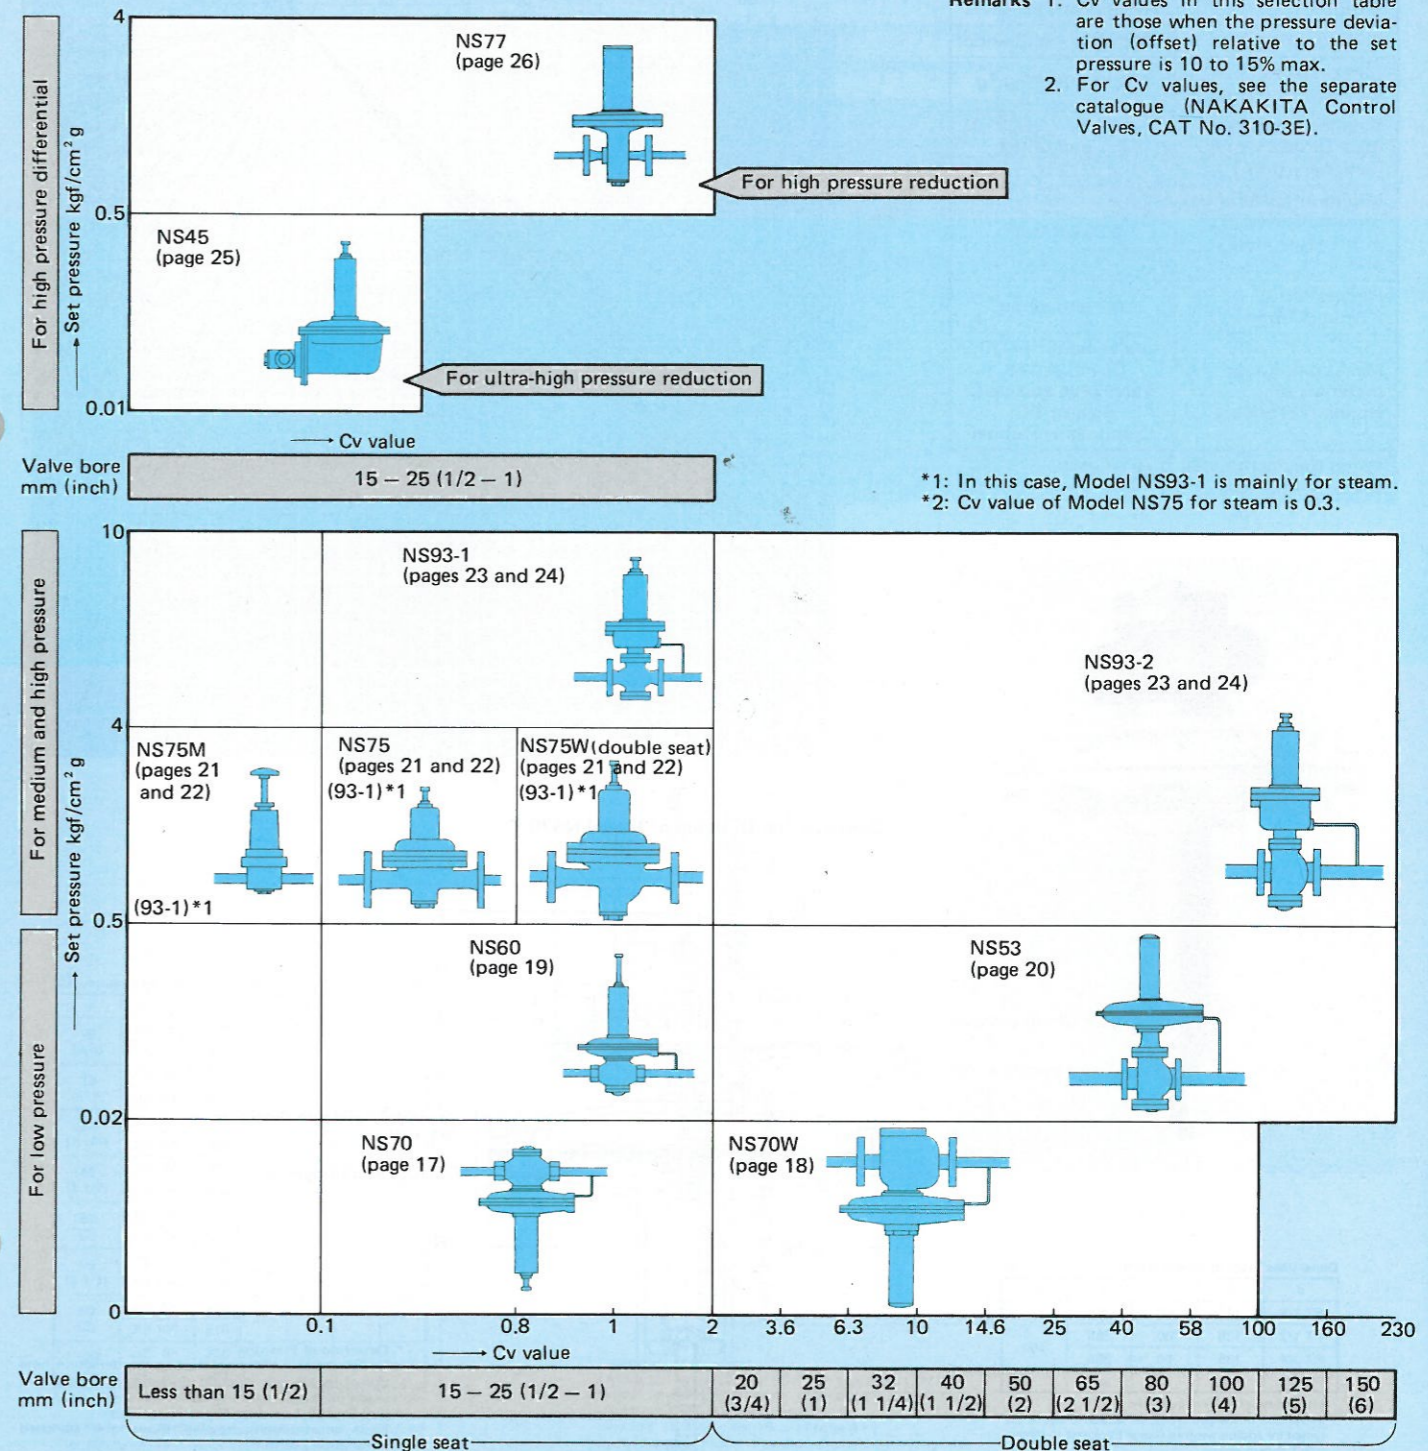 Remarks 1. Cv values in this selection table
are those when the pressure devia-
tion (offset) relative to the set
pressure is 10 to 15% max.
2. For Cv values, see the separate
catalogue (NAKAKITA Control
Valves, CAT No. 310-3E).
For high pressure differential
→ Set pressure kgf/cm² g
4
NS77
(page 26)
For high pressure reduction
0.5
NS45
(page 25)
For ultra-high pressure reduction
0.01
→ Cv value
Valve bore
mm (inch)
15 – 25 (1/2 – 1)
*1: In this case, Model NS93-1 is mainly for steam.
*2: Cv value of Model NS75 for steam is 0.3.
For medium and high pressure
For low pressure
→ Set pressure kgf/cm² g
10
NS93-1
(pages 23 and 24)
NS93-2
(pages 23 and 24)
4
NS75M
(pages 21
and 22)
(93-1)*1
NS75
(pages 21 and 22)
(93-1)*1
NS75W(double seat)
(pages 21 and 22)
(93-1)*1
0.5
NS60
(page 19)
NS53
(page 20)
0.02
NS70
(page 17)
NS70W
(page 18)
0
0.1 0.8 1 2 3.6 6.3 10 14.6 25 40 58 100 160 230
→ Cv value
Valve bore
mm (inch)
Less than 15 (1/2)
15 – 25 (1/2 – 1)
20 25 32 40 50 65 80 100 125 150
(3/4) (1) (1 1/4) (1 1/2) (2) (2 1/2) (3) (4) (5) (6)
Single seat
Double seat